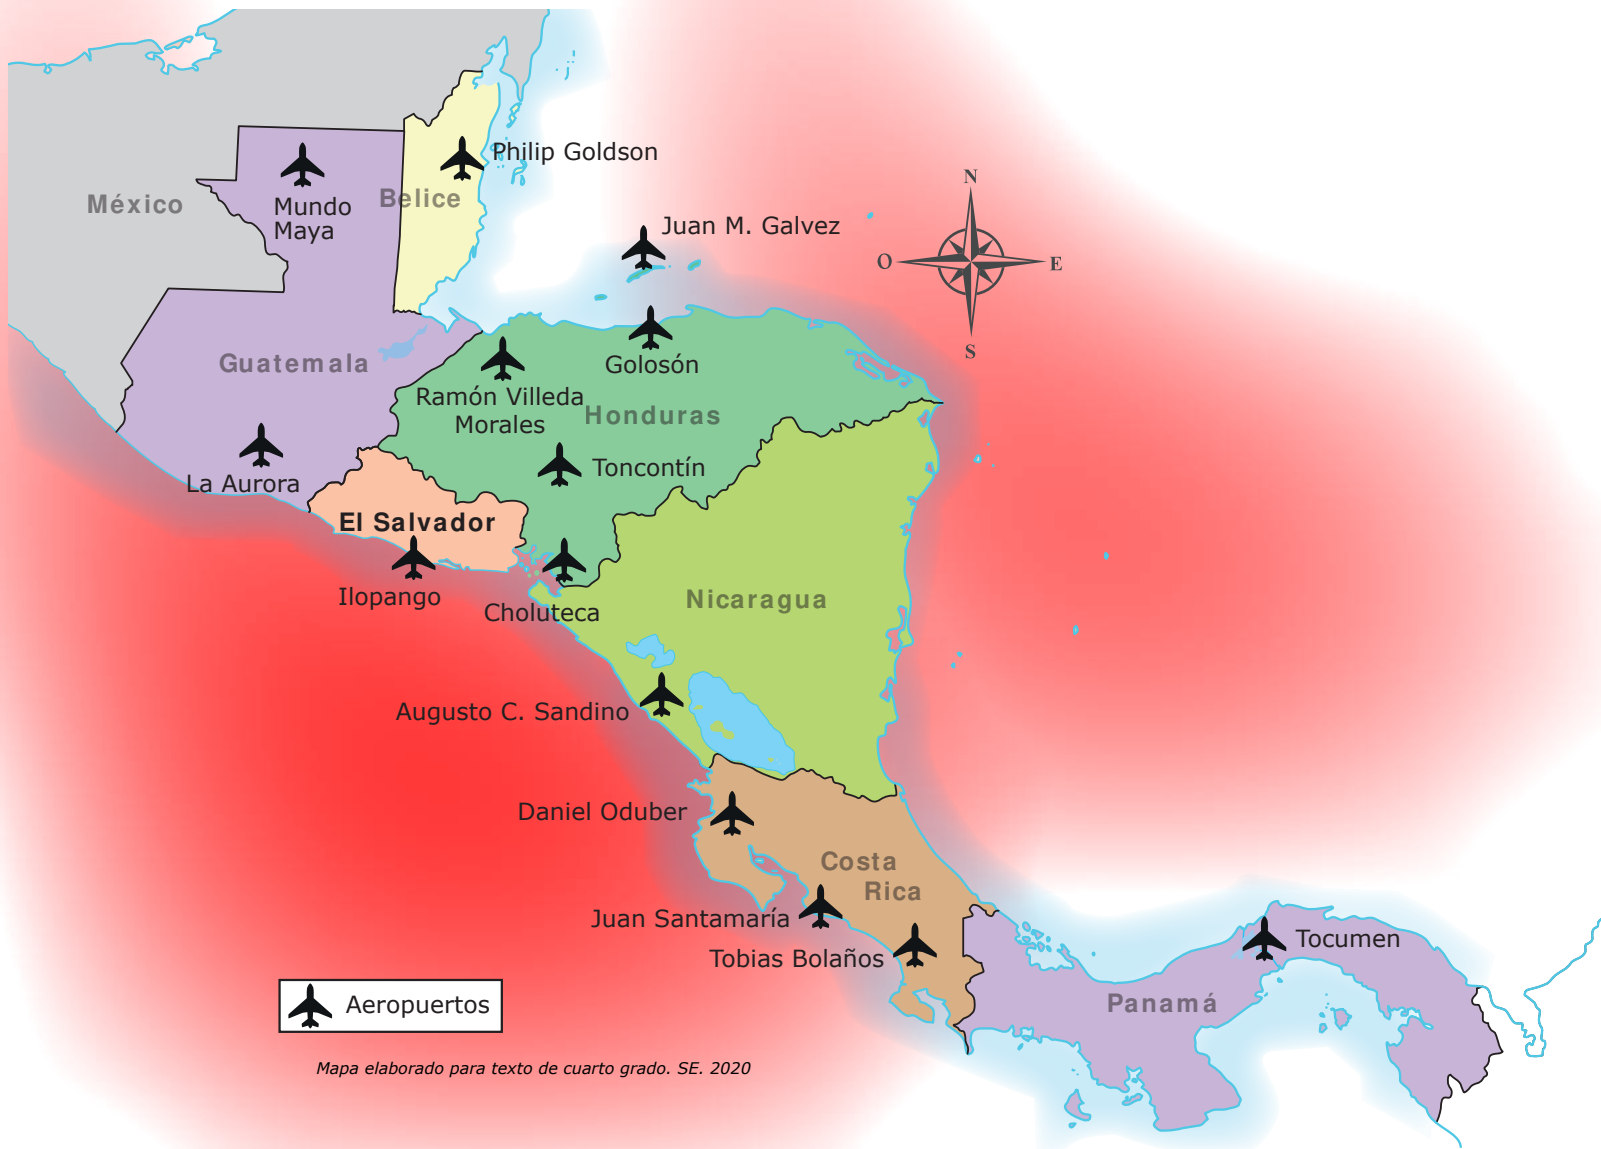 Philip Goldson
México
Belice
Mundo
Maya
N
Juan M. Galvez
O
E
S
Guatemala
Golosón
Ramón Villeda
Morales
Honduras
Toncontín
La Aurora
El Salvador
Ilopango
Choluteca
Nicaragua
Augusto C. Sandino
Daniel Oduber
Costa
Rica
Juan Santamaría
Tobias Bolaños
Tocumen
Panamá
Aeropuertos
Mapa elaborado para texto de cuarto grado. SE. 2020